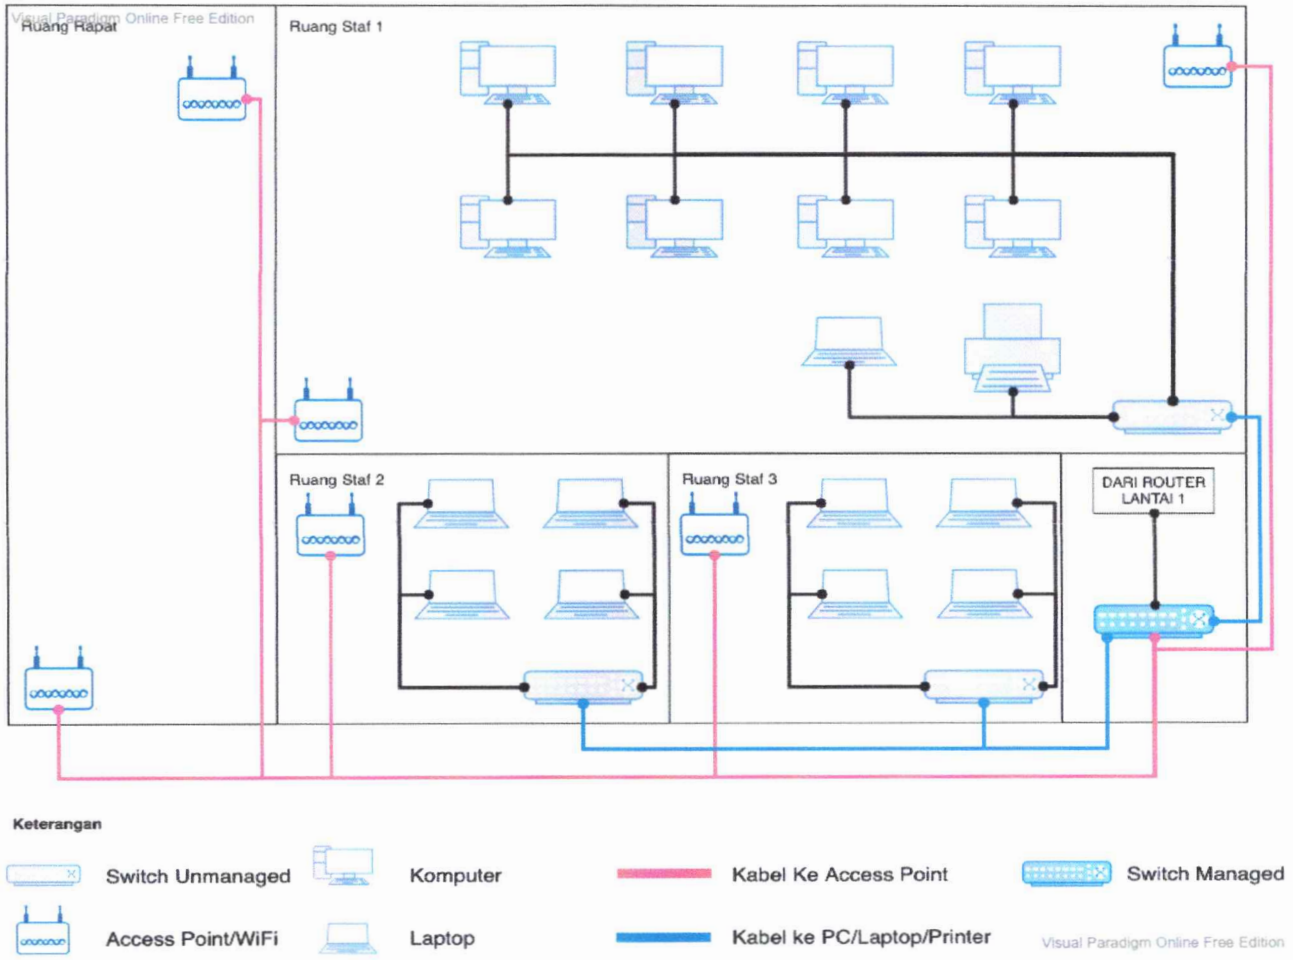 Visual Paradigm Online Free Edition
Ruang Rapat
Ruang Staf 1
Ruang Staf 2
Ruang Staf 3
DARI ROUTER
LANTAI 1
Keterangan
Switch Unmanaged
Komputer
Kabel Ke Access Point
Switch Managed
Access Point/WiFi
Laptop
Kabel ke PC/Laptop/Printer
Visual Paradigm Online Free Edition